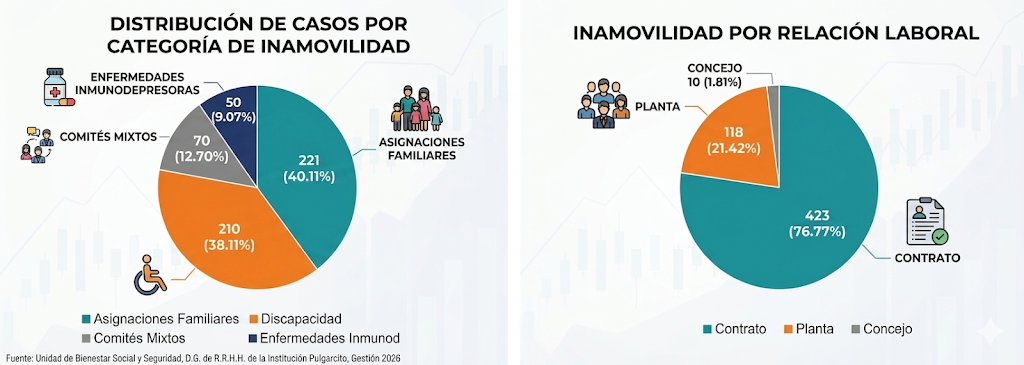 DISTRIBUCIÓN DE CASOS POR
CATEGORÍA DE INAMOVILIDAD
ENFERMEDADES
INMUNODEPRESORAS
50
(9.07%)
COMITÉS MIXTOS
70
(12.70%)
221
(40.11%)
ASIGNACIONES
FAMILIARES
210
(38.11%)
Asignaciones Familiares
Discapacidad
Comités Mixtos
Enfermedades Inmunod
Fuente: Unidad de Bienestar Social y Seguridad, D.G. de R.R.H.H. de la Institución Pulgarcito, Gestión 2026
INAMOVILIDAD POR RELACIÓN LABORAL
CONCEJO
10 (1.81%)
PLANTA
118
(21.42%)
423
(76.77%)
CONTRATO
Contrato
Planta
Concejo